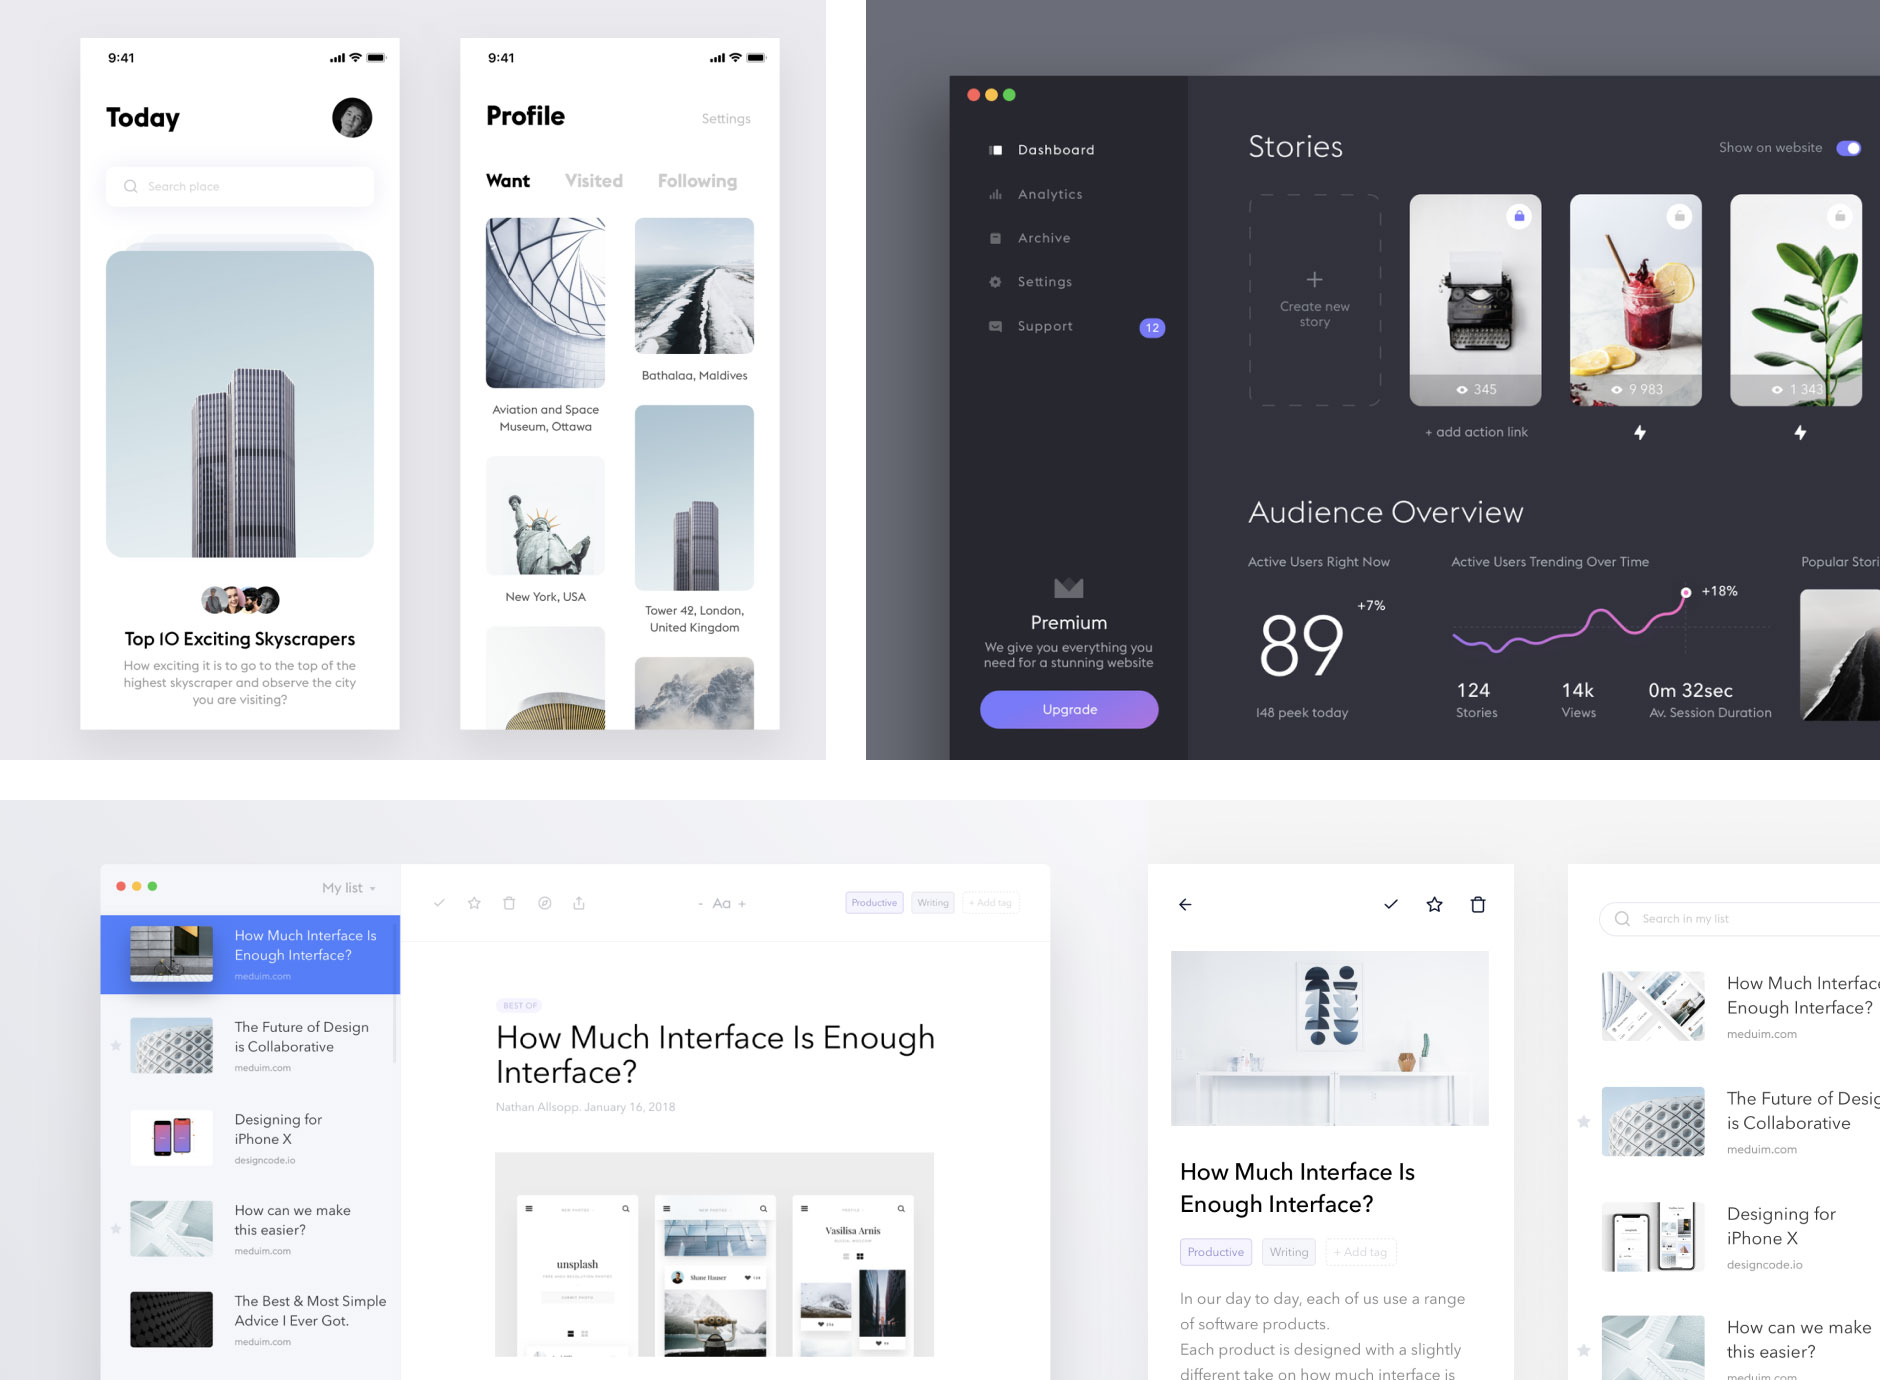 9:41
Today
Search place
Top 10 Exciting Skyscrapers
How exciting it is to go to the top of the
highest skyscraper and observe the city
you are visiting?
9:41
Profile
Settings
Want
Visited
Following
Aviation and Space
Museum, Ottawa
Bathalaa, Maldives
New York, USA
Tower 42, London,
United Kingdom
Dashboard
Analytics
Archive
Settings
Support
12
Premium
We give you everything you
need for a stunning website
Upgrade
Stories
Show on website
+
Create new
story
345
9 983
1 343
+ add action link
Audience Overview
Active Users Right Now
+7%
89
148 peek today
Active Users Trending Over Time
+18%
124
Stories
14k
Views
0m 32sec
Av. Session Duration
Popular Stori
My list
How Much Interface Is
Enough Interface?
meduim.com
The Future of Design
is Collaborative
meduim.com
Designing for
iPhone X
designcode.io
How can we make
this easier?
meduim.com
The Best & Most Simple
Advice I Ever Got.
meduim.com
- Aa +
Productive
Writing
+ Add tag
BEST OF
How Much Interface Is Enough
Interface?
Nathan Allsopp. January 16, 2018
unsplash
Shane Hauser
Vasilisa Arnis
How Much Interface Is
Enough Interface?
Productive
Writing
+ Add tag
In our day to day, each of us use a range
of software products.
Each product is designed with a slightly
different take on how much interface is
Search in my list
How Much Interface
Enough Interface?
meduim.com
The Future of Desig
is Collaborative
meduim.com
Designing for
iPhone X
designcode.io
How can we make
this easier?
meduim.com